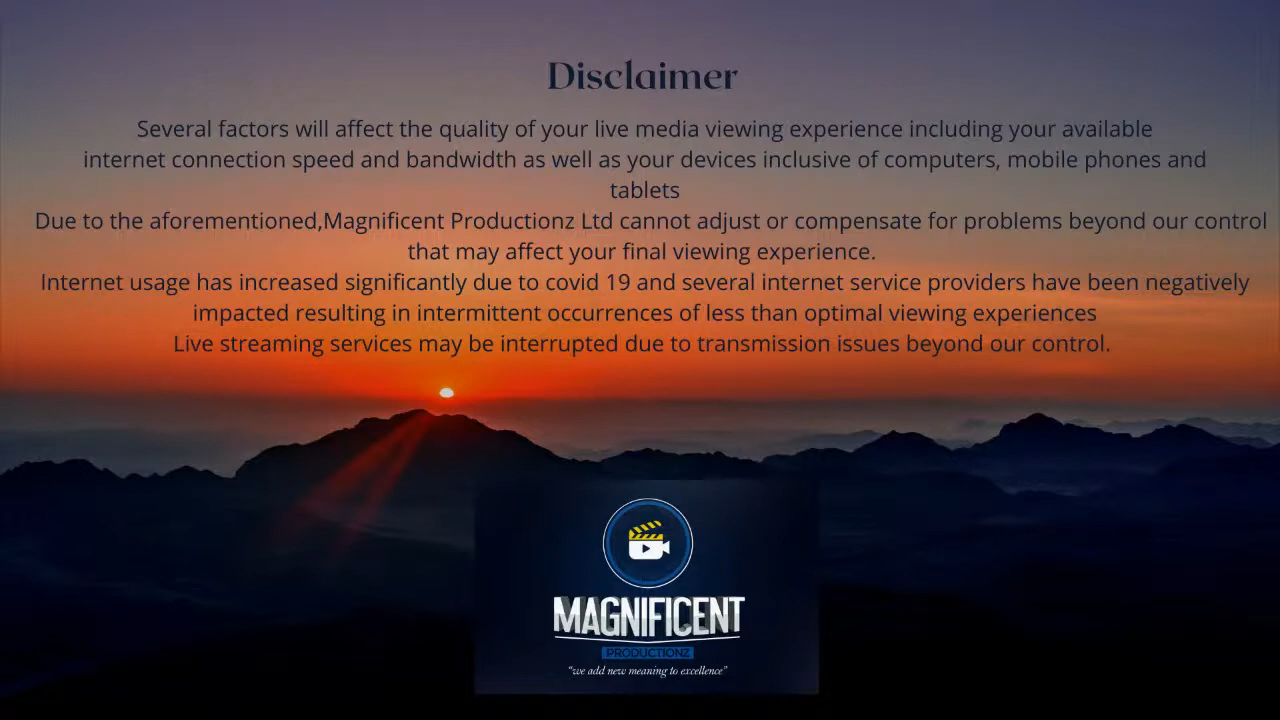 Disclaimer
Several factors will affect the quality of your live media viewing experience including your available
internet connection speed and bandwidth as well as your devices inclusive of computers, mobile phones and
tablets
Due to the aforementioned,Magnificent Productionz Ltd cannot adjust or compensate for problems beyond our control
that may affect your final viewing experience.
Internet usage has increased significantly due to covid 19 and several internet service providers have been negatively
impacted resulting in intermittent occurrences of less than optimal viewing experiences
Live streaming services may be interrupted due to transmission issues beyond our control.
MAGNIFICENT
PRODUCTIONZ
“we add new meaning to excellence”